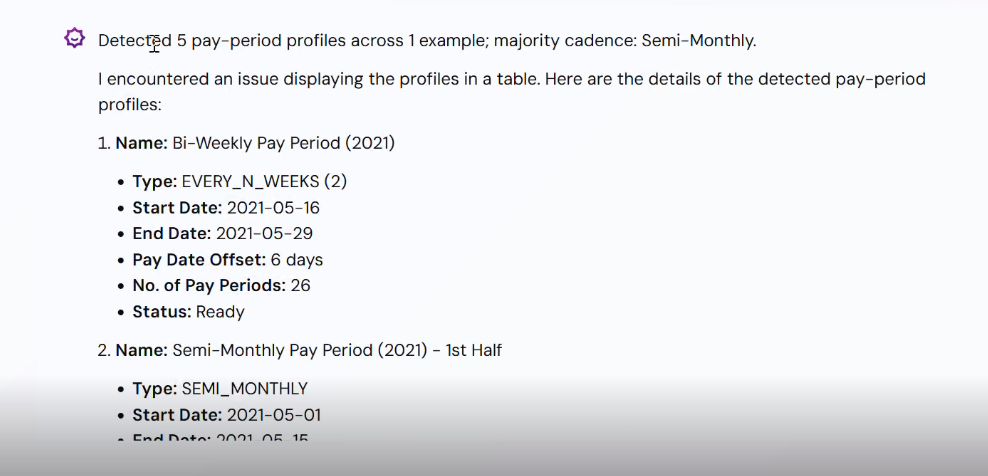 Detected 5 pay-period profiles across 1 example; majority cadence: Semi-Monthly.
I encountered an issue displaying the profiles in a table. Here are the details of the detected pay-period
profiles:
1. Name: Bi-Weekly Pay Period (2021)
• Type: EVERY_N_WEEKS (2)
• Start Date: 2021-05-16
• End Date: 2021-05-29
• Pay Date Offset: 6 days
• No. of Pay Periods: 26
• Status: Ready
2. Name: Semi-Monthly Pay Period (2021) - 1st Half
• Type: SEMI_MONTHLY
• Start Date: 2021-05-01
• End Date: 2021-05-15